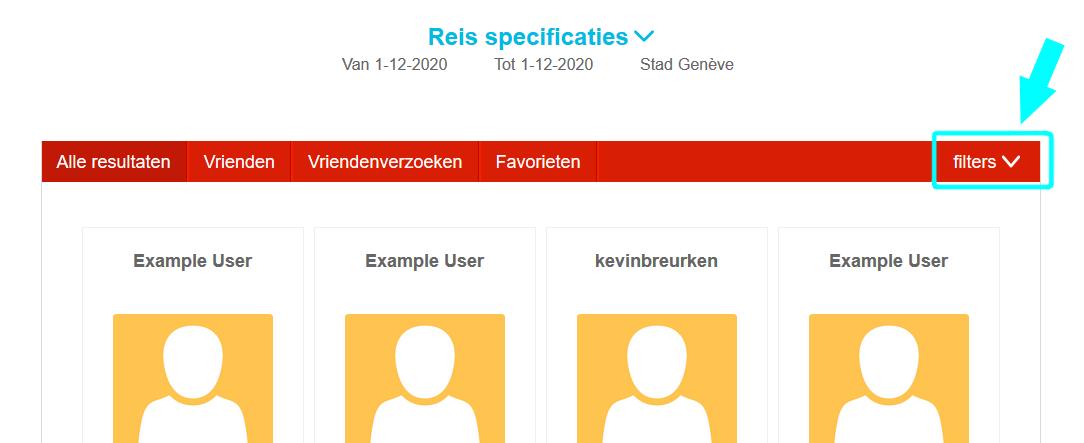 Reis specificaties
Van 1-12-2020 Tot 1-12-2020 Stad Genève
Alle resultaten Vrienden Vriendenverzoeken Favorieten filters
Example User Example User kevinbreurken Example User